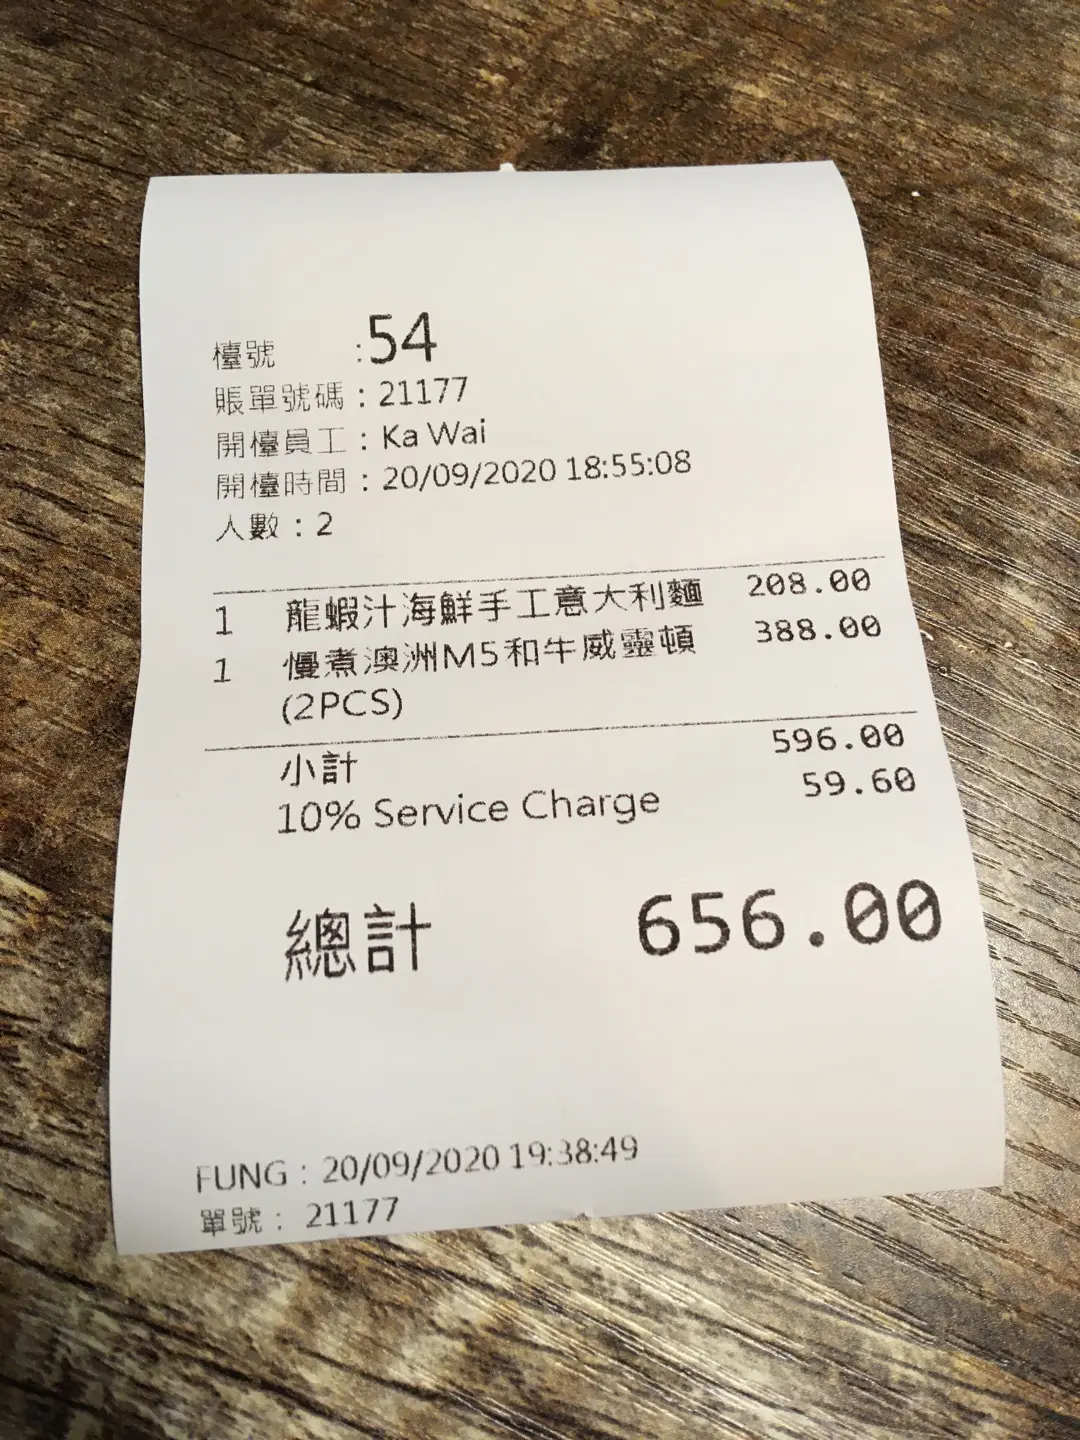 檯號 :54
賬單號碼：21177
開檯員工：Ka Wai
開檯時間：20/09/2020 18:55:08
人數：2
1 龍蝦汁海鮮手工意大利麵 208.00
1 慢煮澳洲M5和牛威靈頓 388.00
(2PCS)
小計 596.00
10% Service Charge 59.60
總計 656.00
FUNG：20/09/2020 19:38:49
單號： 21177